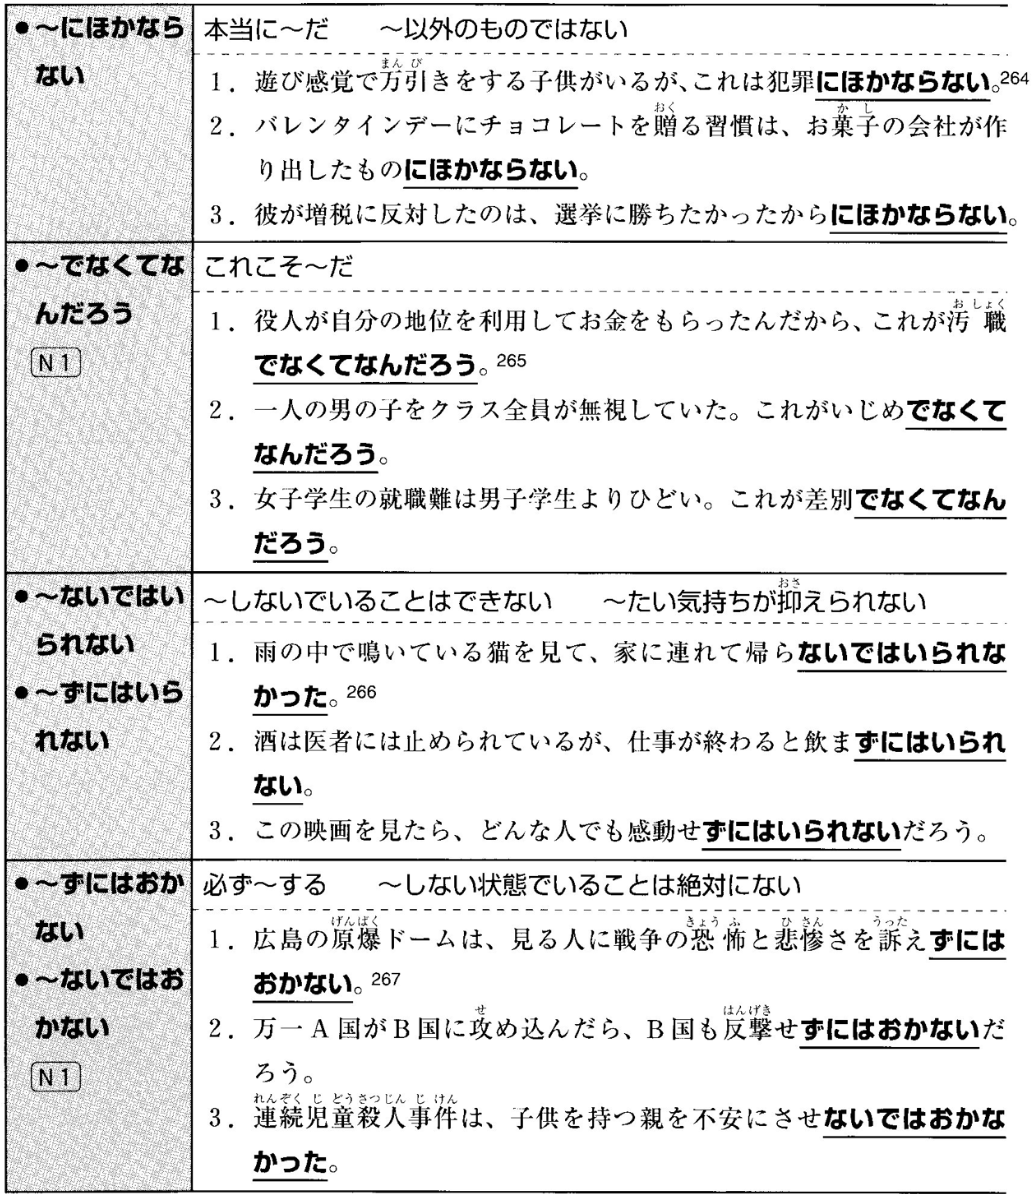 ●～にほかなら
ない
本当に～だ　　～以外のものではない
1．遊び感覚で万引きをする子供がいるが、これは犯罪にほかならない。264
まんび
2．バレンタインデーにチョコレートを贈る習慣は、お菓子の会社が作
おく　かし
り出したものにほかならない。
3．彼が増税に反対したのは、選挙に勝ちたかったからにほかならない。
●～でなくてな
んだろう
N1
これこそ～だ
1．役人が自分の地位を利用してお金をもらったんだから、これが汚職
おしょく
でなくてなんだろう。265
2．一人の男の子をクラス全員が無視していた。これがいじめでなくて
なんだろう。
3．女子学生の就職難は男子学生よりひどい。これが差別でなくてなん
だろう。
●～ないではい
られない
●～ずにはいら
れない
～しないでいることはできない　　～たい気持ちが抑えられない
おさ
1．雨の中で鳴いている猫を見て、家に連れて帰らないではいられな
かった。266
2．酒は医者には止められているが、仕事が終わると飲まずにはいられ
ない。
3．この映画を見たら、どんな人でも感動せずにはいられないだろう。
●～ずにはおか
ない
●～ないではお
かない
N1
必ず～する　　～しない状態でいることは絶対にない
1．広島の原爆ドームは、見る人に戦争の恐怖と悲惨さを訴えずには
げんばく　きょうふ　ひさん　うった
おかない。267
2．万一A国がB国に攻め込んだら、B国も反撃せずにはおかないだ
せ　はんげき
ろう。
3．連続児童殺人事件は、子供を持つ親を不安にさせないではおかな
れんぞくじどうさつじんじけん
かった。